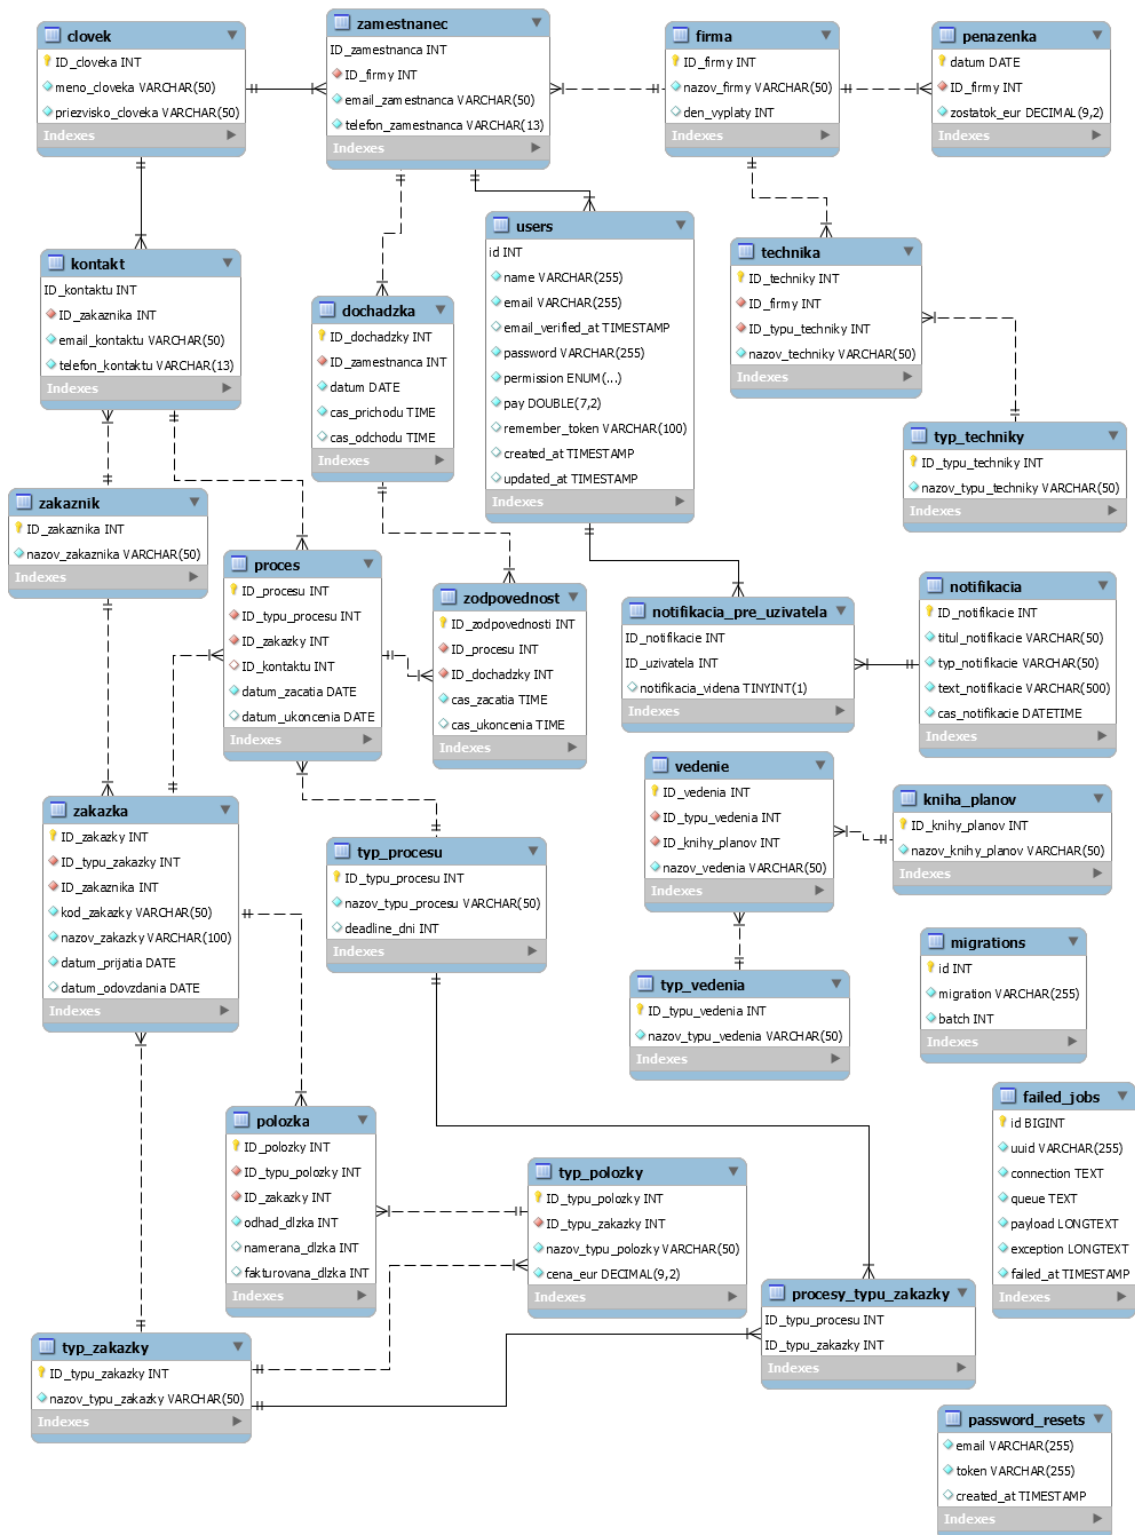 clovek
ID_cloveka INT
meno_cloveka VARCHAR(50)
priezvisko_cloveka VARCHAR(50)
Indexes
zamestnanec
ID_zamestnanca INT
ID_firmy INT
email_zamestnanca VARCHAR(50)
telefon_zamestnanca VARCHAR(13)
Indexes
firma
ID_firmy INT
nazov_firmy VARCHAR(50)
den_vyplaty INT
Indexes
penazenka
datum DATE
ID_firmy INT
zostatok_eur DECIMAL(9,2)
Indexes
kontakt
ID_kontaktu INT
ID_zakaznika INT
email_kontaktu VARCHAR(50)
telefon_kontaktu VARCHAR(13)
Indexes
dochadzka
ID_dochadzky INT
ID_zamestnanca INT
datum DATE
cas_prichodu TIME
cas_odchodu TIME
Indexes
users
id INT
name VARCHAR(255)
email VARCHAR(255)
email_verified_at TIMESTAMP
password VARCHAR(255)
permission ENUM(...)
pay DOUBLE(7,2)
remember_token VARCHAR(100)
created_at TIMESTAMP
updated_at TIMESTAMP
Indexes
technika
ID_techniky INT
ID_firmy INT
ID_typu_techniky INT
nazov_techniky VARCHAR(50)
Indexes
typ_techniky
ID_typu_techniky INT
nazov_typu_techniky VARCHAR(50)
Indexes
zakaznik
ID_zakaznika INT
nazov_zakaznika VARCHAR(50)
Indexes
proces
ID_procesu INT
ID_typu_procesu INT
ID_zakazky INT
ID_kontaktu INT
datum_zacatia DATE
datum_ukoncenia DATE
Indexes
zodpovednost
ID_zodpovednosti INT
ID_procesu INT
ID_dochadzky INT
cas_zacatia TIME
cas_ukoncenia TIME
Indexes
notifikacia_pre_uzivatela
ID_notifikacie INT
ID_uzivatela INT
notifikacia_videna TINYINT(1)
Indexes
notifikacia
ID_notifikacie INT
titul_notifikacie VARCHAR(50)
typ_notifikacie VARCHAR(50)
text_notifikacie VARCHAR(500)
cas_notifikacie DATETIME
Indexes
zakazka
ID_zakazky INT
ID_typu_zakazky INT
ID_zakaznika INT
kod_zakazky VARCHAR(50)
nazov_zakazky VARCHAR(100)
datum_prijatia DATE
datum_odovzdania DATE
Indexes
typ_procesu
ID_typu_procesu INT
nazov_typu_procesu VARCHAR(50)
deadline_dni INT
Indexes
vedenie
ID_vedenia INT
ID_typu_vedenia INT
ID_knihy_planov INT
nazov_vedenia VARCHAR(50)
Indexes
kniha_planov
ID_knihy_planov INT
nazov_knihy_planov VARCHAR(50)
Indexes
typ_vedenia
ID_typu_vedenia INT
nazov_typu_vedenia VARCHAR(50)
Indexes
migrations
id INT
migration VARCHAR(255)
batch INT
Indexes
failed_jobs
id BIGINT
uuid VARCHAR(255)
connection TEXT
queue TEXT
payload LONGTEXT
exception LONGTEXT
failed_at TIMESTAMP
Indexes
polozka
ID_polozky INT
ID_typu_polozky INT
ID_zakazky INT
odhad_dlzka INT
namerana_dlzka INT
fakturovana_dlzka INT
Indexes
typ_polozky
ID_typu_polozky INT
ID_typu_zakazky INT
nazov_typu_polozky VARCHAR(50)
cena_eur DECIMAL(9,2)
Indexes
procesy_typu_zakazky
ID_typu_procesu INT
ID_typu_zakazky INT
Indexes
typ_zakazky
ID_typu_zakazky INT
nazov_typu_zakazky VARCHAR(50)
Indexes
password_resets
email VARCHAR(255)
token VARCHAR(255)
created_at TIMESTAMP
Indexes